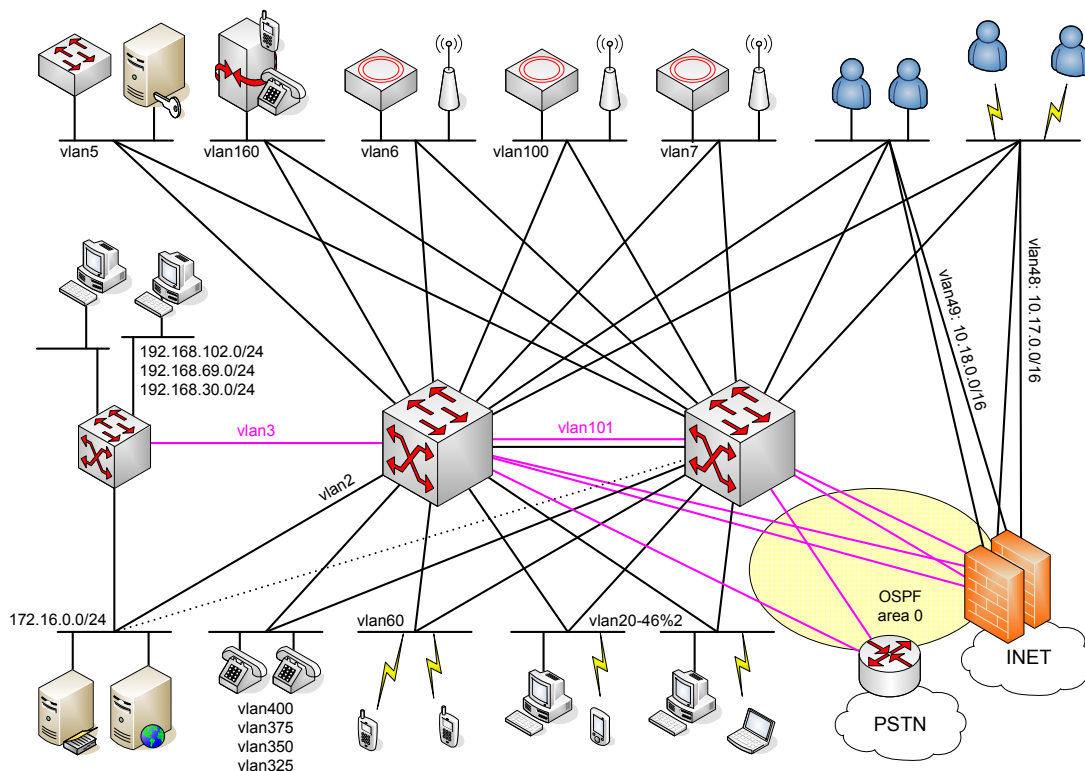 vlan5
vlan160
vlan6
vlan100
vlan7
vlan49: 10.18.0.0/16
vlan48: 10.17.0.0/16
192.168.102.0/24
192.168.69.0/24
192.168.30.0/24
vlan3
vlan101
vlan2
172.16.0.0/24
vlan60
vlan20-46%2
OSPF
area 0
INET
PSTN
vlan400
vlan375
vlan350
vlan325